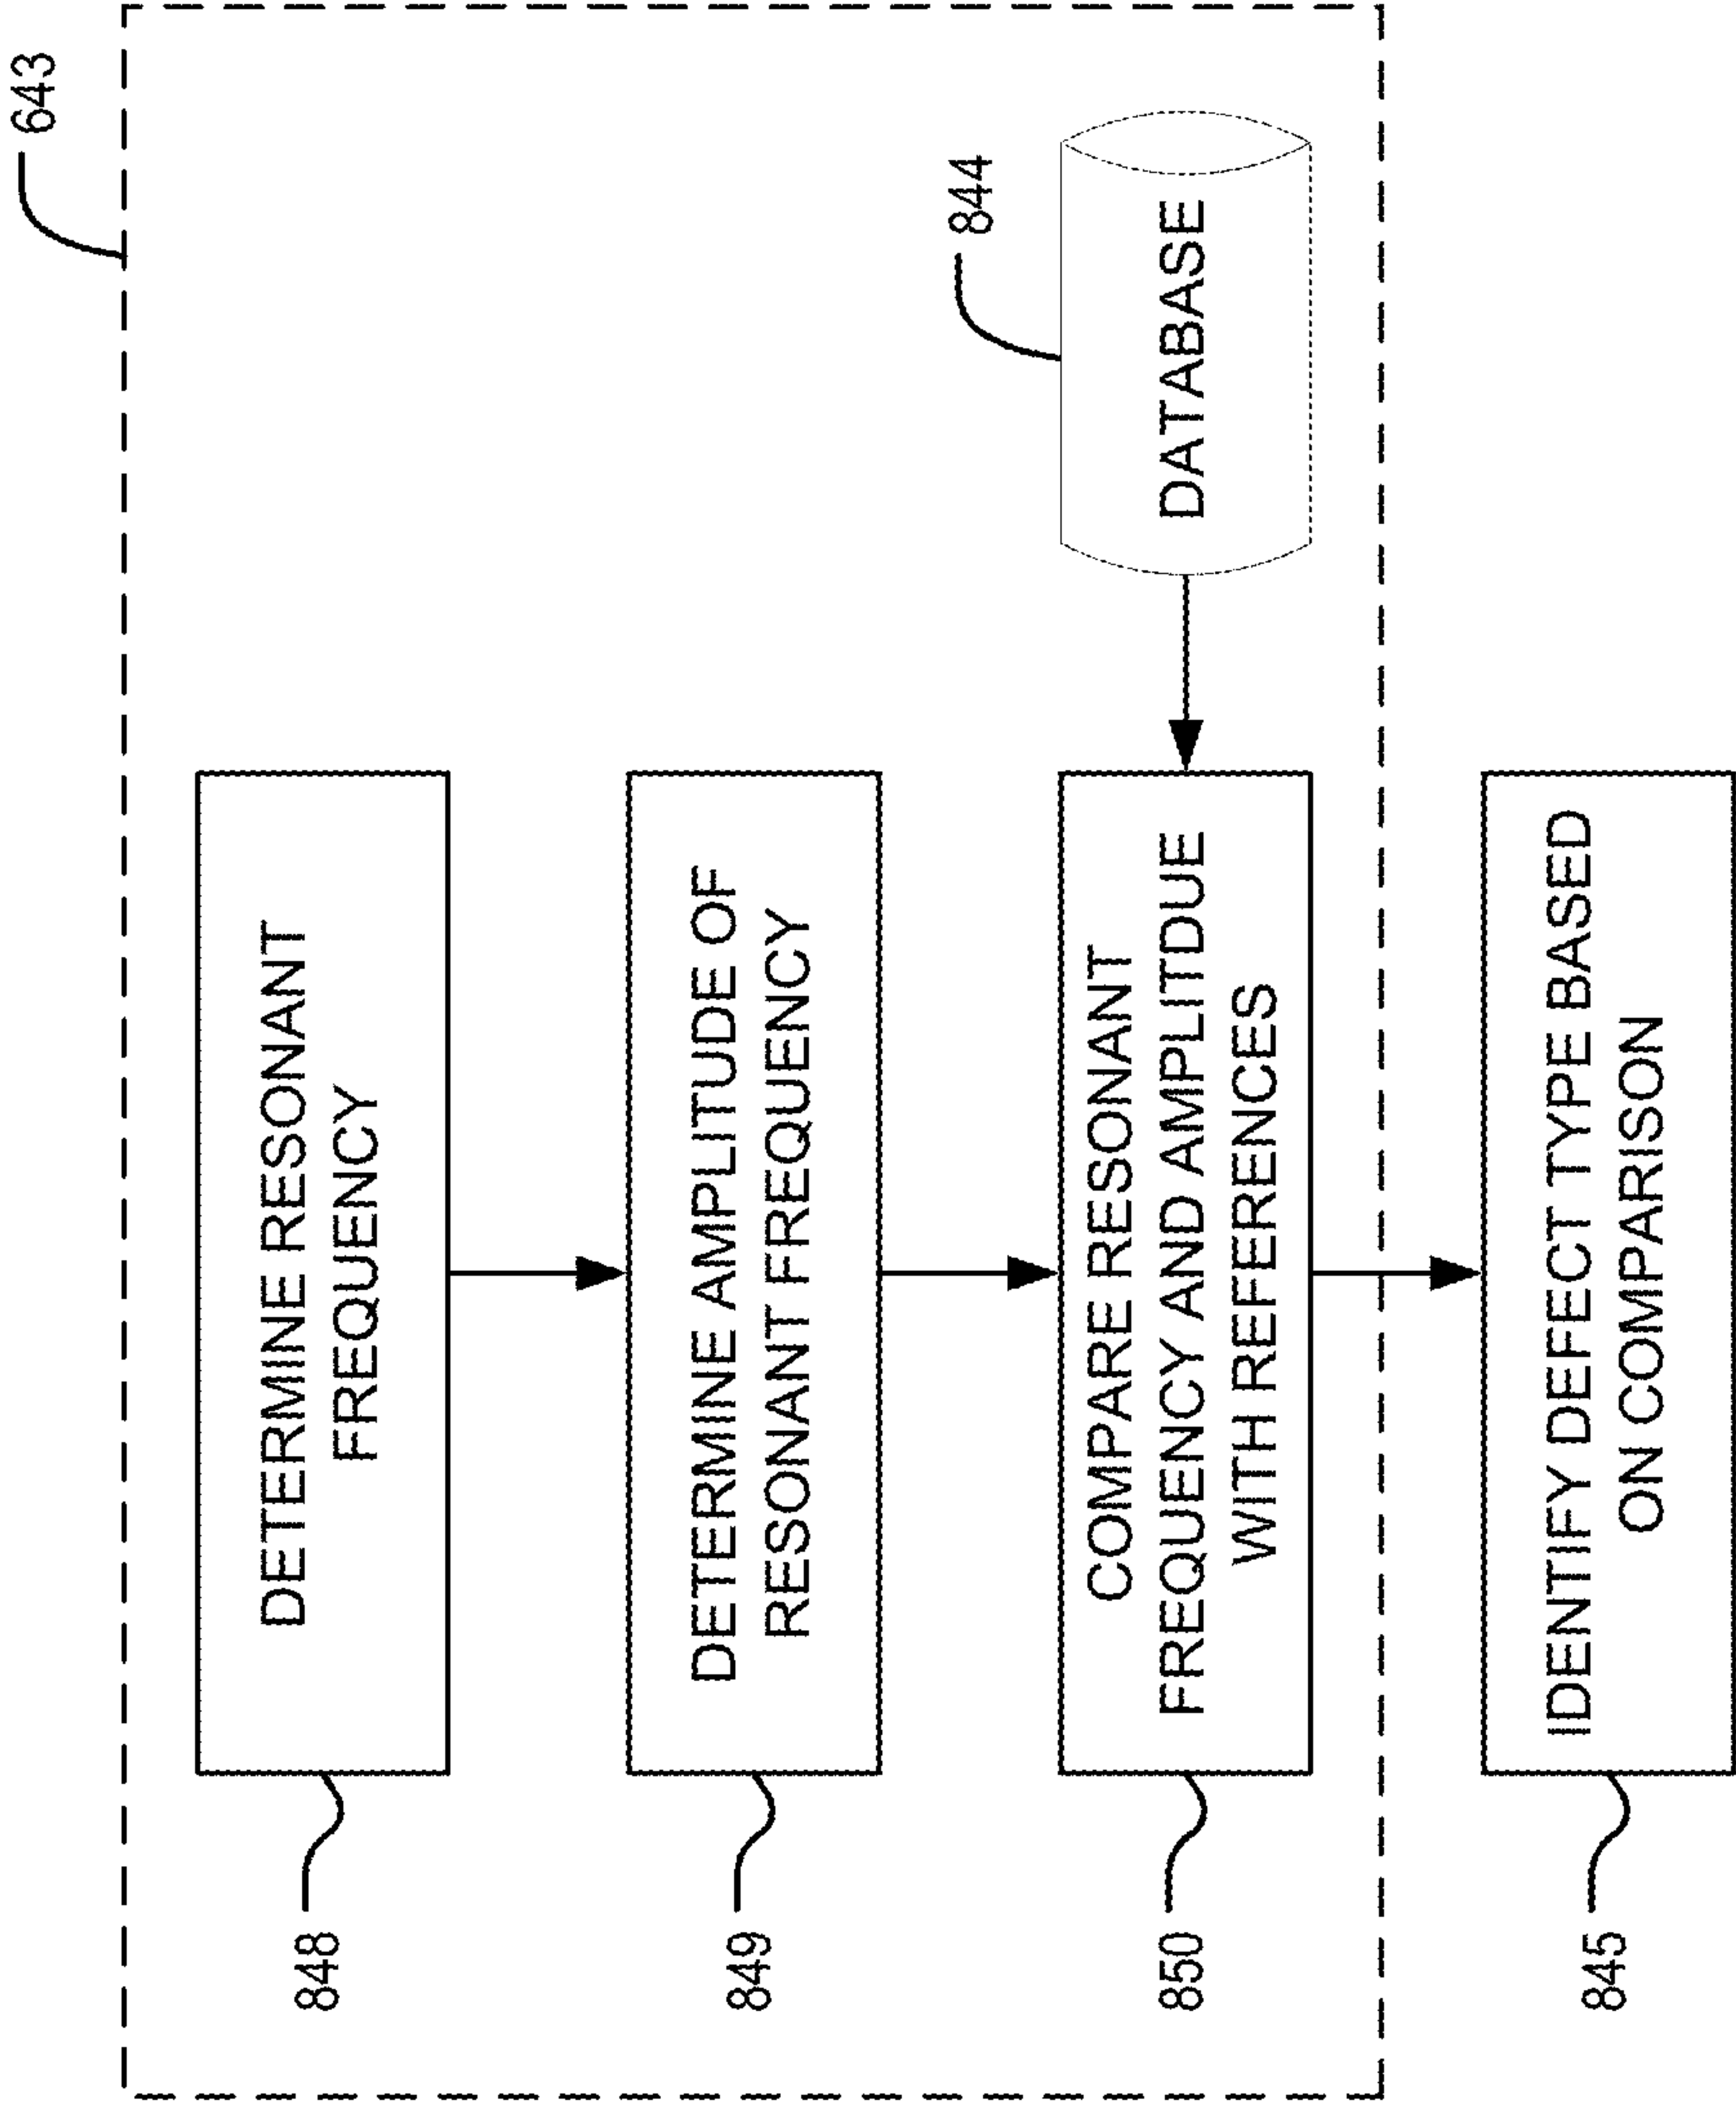 643
848
DETERMINE RESONANT
FREQUENCY
849
DETERMINE AMPLITUDE OF
RESONANT FREQUENCY
850
COMPARE RESONANT
FREQUENCY AND AMPLITDUE
WITH REFERENCES
844
DATABASE
845
IDENTIFY DEFECT TYPE BASED
ON COMPARISON